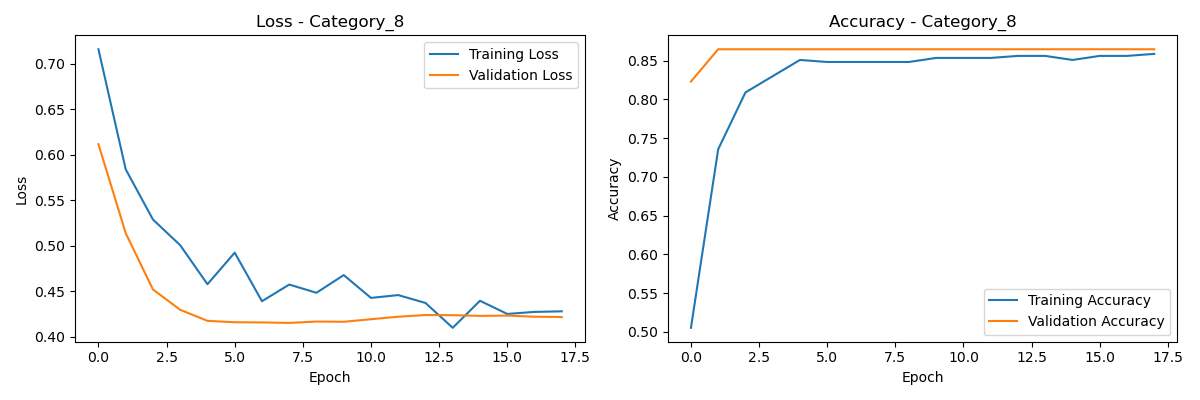 Loss - Category_8
Training Loss
Validation Loss
0.70
0.65
0.60
0.55
0.50
0.45
0.40
Loss
0.0 2.5 5.0 7.5 10.0 12.5 15.0 17.5
Epoch
Accuracy - Category_8
0.85
0.80
0.75
0.70
0.65
0.60
0.55
0.50
Accuracy
Training Accuracy
Validation Accuracy
0.0 2.5 5.0 7.5 10.0 12.5 15.0 17.5
Epoch